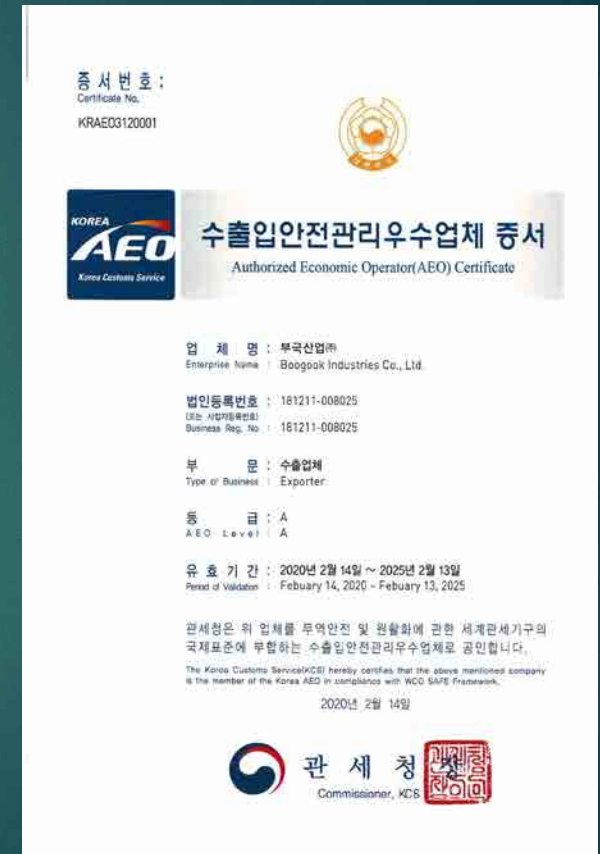 증 서 번 호 :
Certificate No.
KRAEO3120001
KOREA
AEO
Korea Customs Service
수출입안전관리우수업체 증서
Authorized Economic Operator(AEO) Certificate
업 체 명 : 부국산업㈜
Enterprise Name : Boogook Industries Co., Ltd.
법인등록번호 : 181211-008025
(또는 사업자등록번호)
Business Reg. No : 181211-008025
부 문 : 수출업체
Type of Business : Exporter
등 급 : A
AEO Level : A
유 효 기 간 : 2020년 2월 14일 ~ 2025년 2월 13일
Period of Validation : Febuary 14, 2020 - Febuary 13, 2025
관세청은 위 업체를 무역안전 및 원활화에 관한 세계관세기구의
국제표준에 부합하는 수출입안전관리우수업체로 공인합니다.
The Korea Customs Service(KCS) hereby certifies that the above mentioned company
is the member of the Korea AEO in compliance with WCO SAFE Framework.
2020년 2월 14일
관 세 청 장
Commissioner, KCS